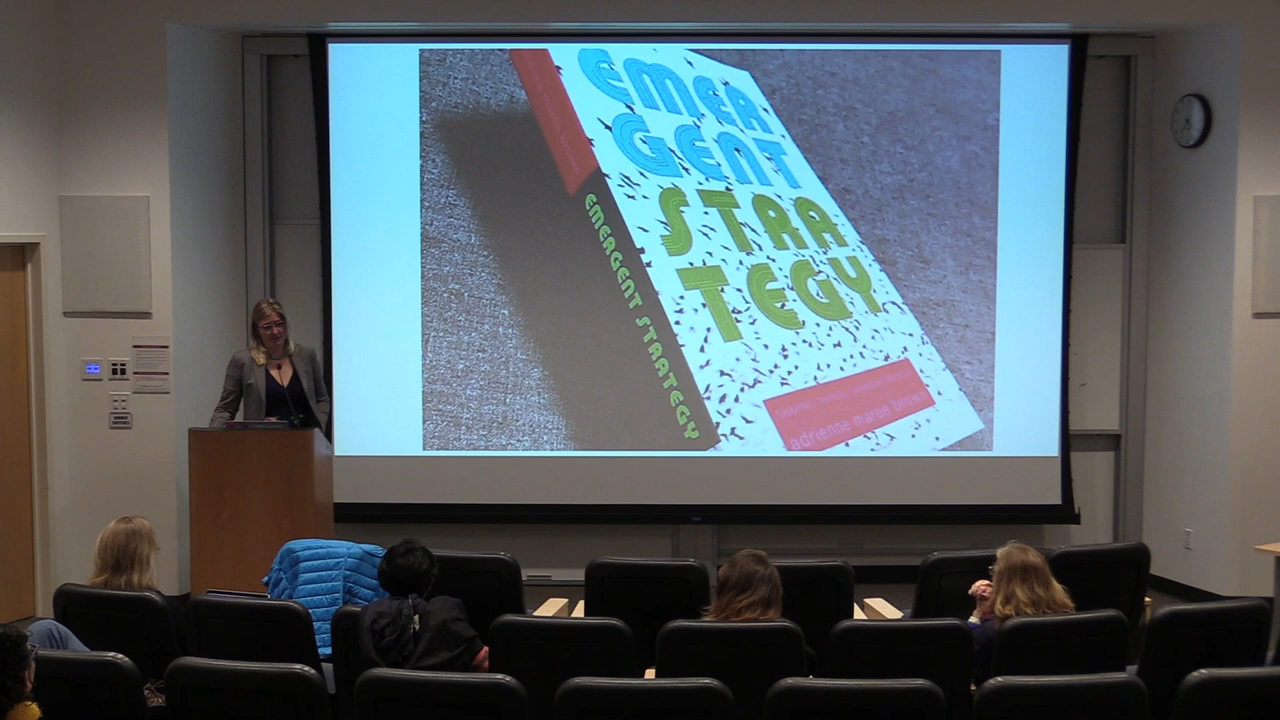 EMER
GENT
STRA
TEGY
EMERGENT STRATEGY
adrienne maree brown